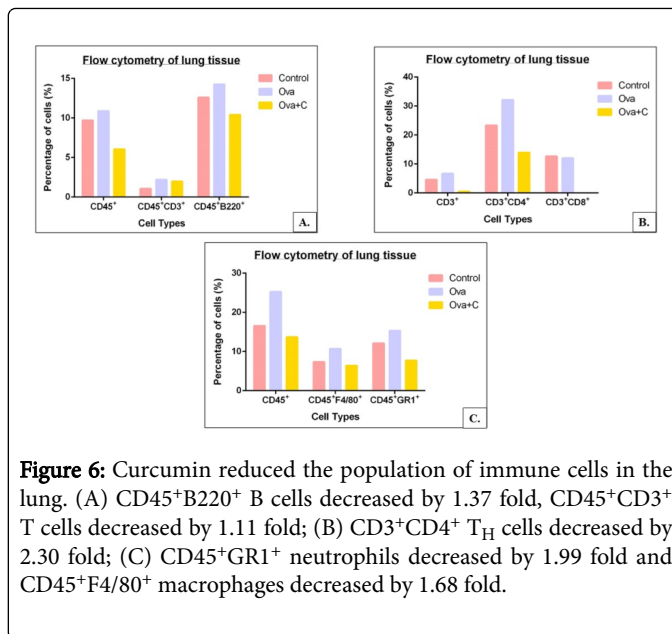 Flow cytometry of lung tissue
Percentage of cells (%)
15
10
5
0
Control
Ova
Ova+C
CD45⁺
CD45⁺CD3⁺
CD45⁺B220⁺
Cell Types
A.
Flow cytometry of lung tissue
Percentage of cells (%)
40
30
20
10
0
Control
Ova
Ova+C
CD3⁺
CD3⁺CD4⁺
CD3⁺CD8⁺
Cell Types
B.
Flow cytometry of lung tissue
Percentage of cells (%)
30
20
10
0
Control
Ova
Ova+C
CD45⁺
CD45⁺F4/80⁺
CD45⁺GR1⁺
Cell Types
C.
Figure 6: Curcumin reduced the population of immune cells in the
lung. (A) CD45⁺B220⁺ B cells decreased by 1.37 fold, CD45⁺CD3⁺
T cells decreased by 1.11 fold; (B) CD3⁺CD4⁺ T_H cells decreased by
2.30 fold; (C) CD45⁺GR1⁺ neutrophils decreased by 1.99 fold and
CD45⁺F4/80⁺ macrophages decreased by 1.68 fold.